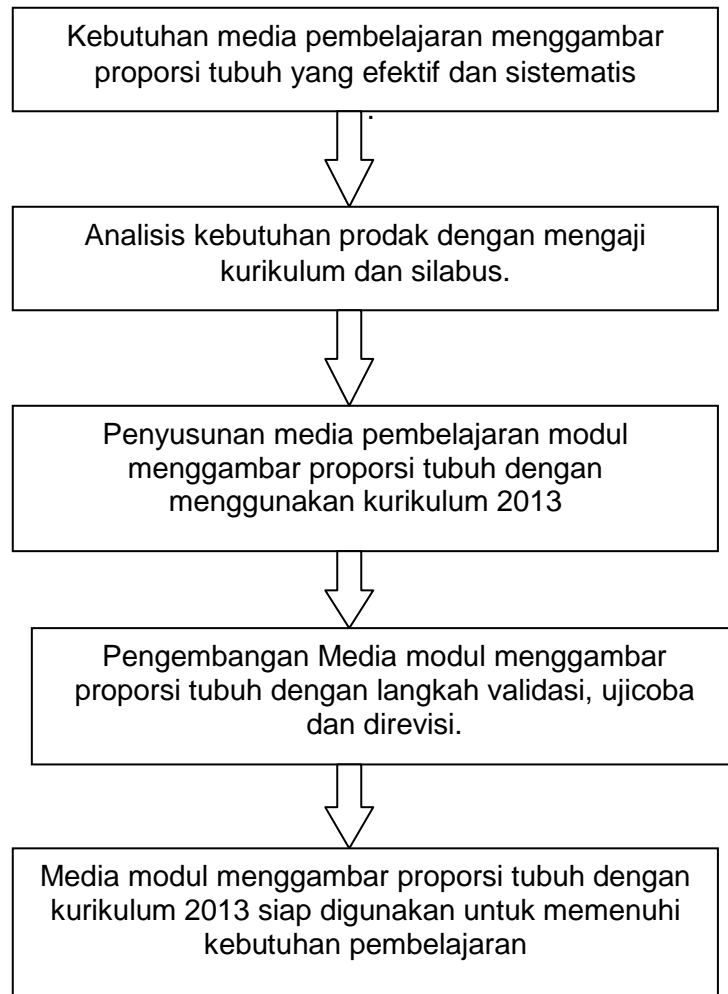 Kebutuhan media pembelajaran menggambar
proporsi tubuh yang efektif dan sistematis
.
Analisis kebutuhan prodak dengan mengaji
kurikulum dan silabus.
Penyusunan media pembelajaran modul
menggambar proporsi tubuh dengan
menggunakan kurikulum 2013
Pengembangan Media modul menggambar
proporsi tubuh dengan langkah validasi, ujicoba
dan direvisi.
Media modul menggambar proporsi tubuh dengan
kurikulum 2013 siap digunakan untuk memenuhi
kebutuhan pembelajaran